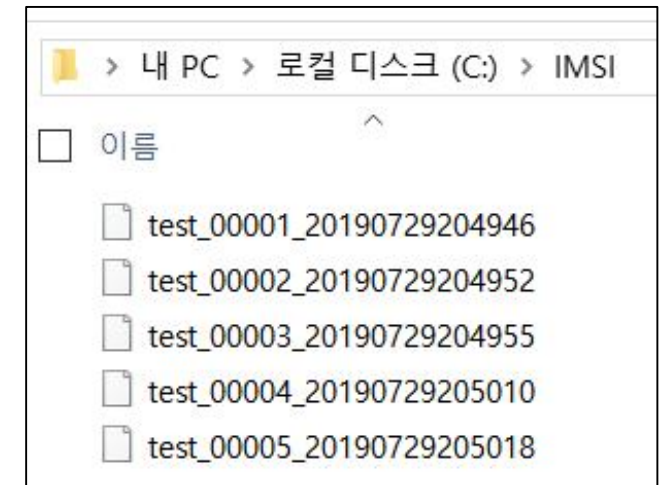 > 내 PC > 로컬 디스크 (C:) > IMSI
이름
test_00001_20190729204946
test_00002_20190729204952
test_00003_20190729204955
test_00004_20190729205010
test_00005_20190729205018